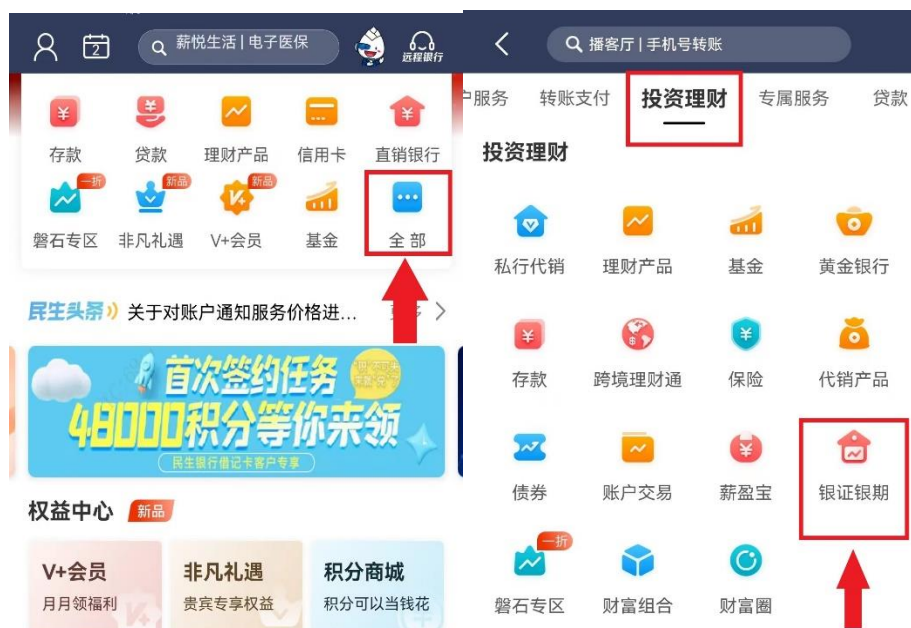 2
薪悦生活 | 电子医保
远程银行
存款
贷款
理财产品
信用卡
直销银行
一折
新品
新品
磐石专区
非凡礼遇
V+会员
基金
全部
民生头条
关于对账户通知服务价格进...
首次签约任务
48000积分等你来领
民生银行借记卡客户专享
权益中心
新品
V+会员
月月领福利
非凡礼遇
贵宾专享权益
积分商城
积分可以当钱花
播客厅 | 手机号转账
户服务
转账支付
投资理财
专属服务
贷款
投资理财
私行代销
理财产品
基金
黄金银行
存款
跨境理财通
保险
代销产品
债券
账户交易
薪盈宝
银证银期
一折
磐石专区
财富组合
财富圈